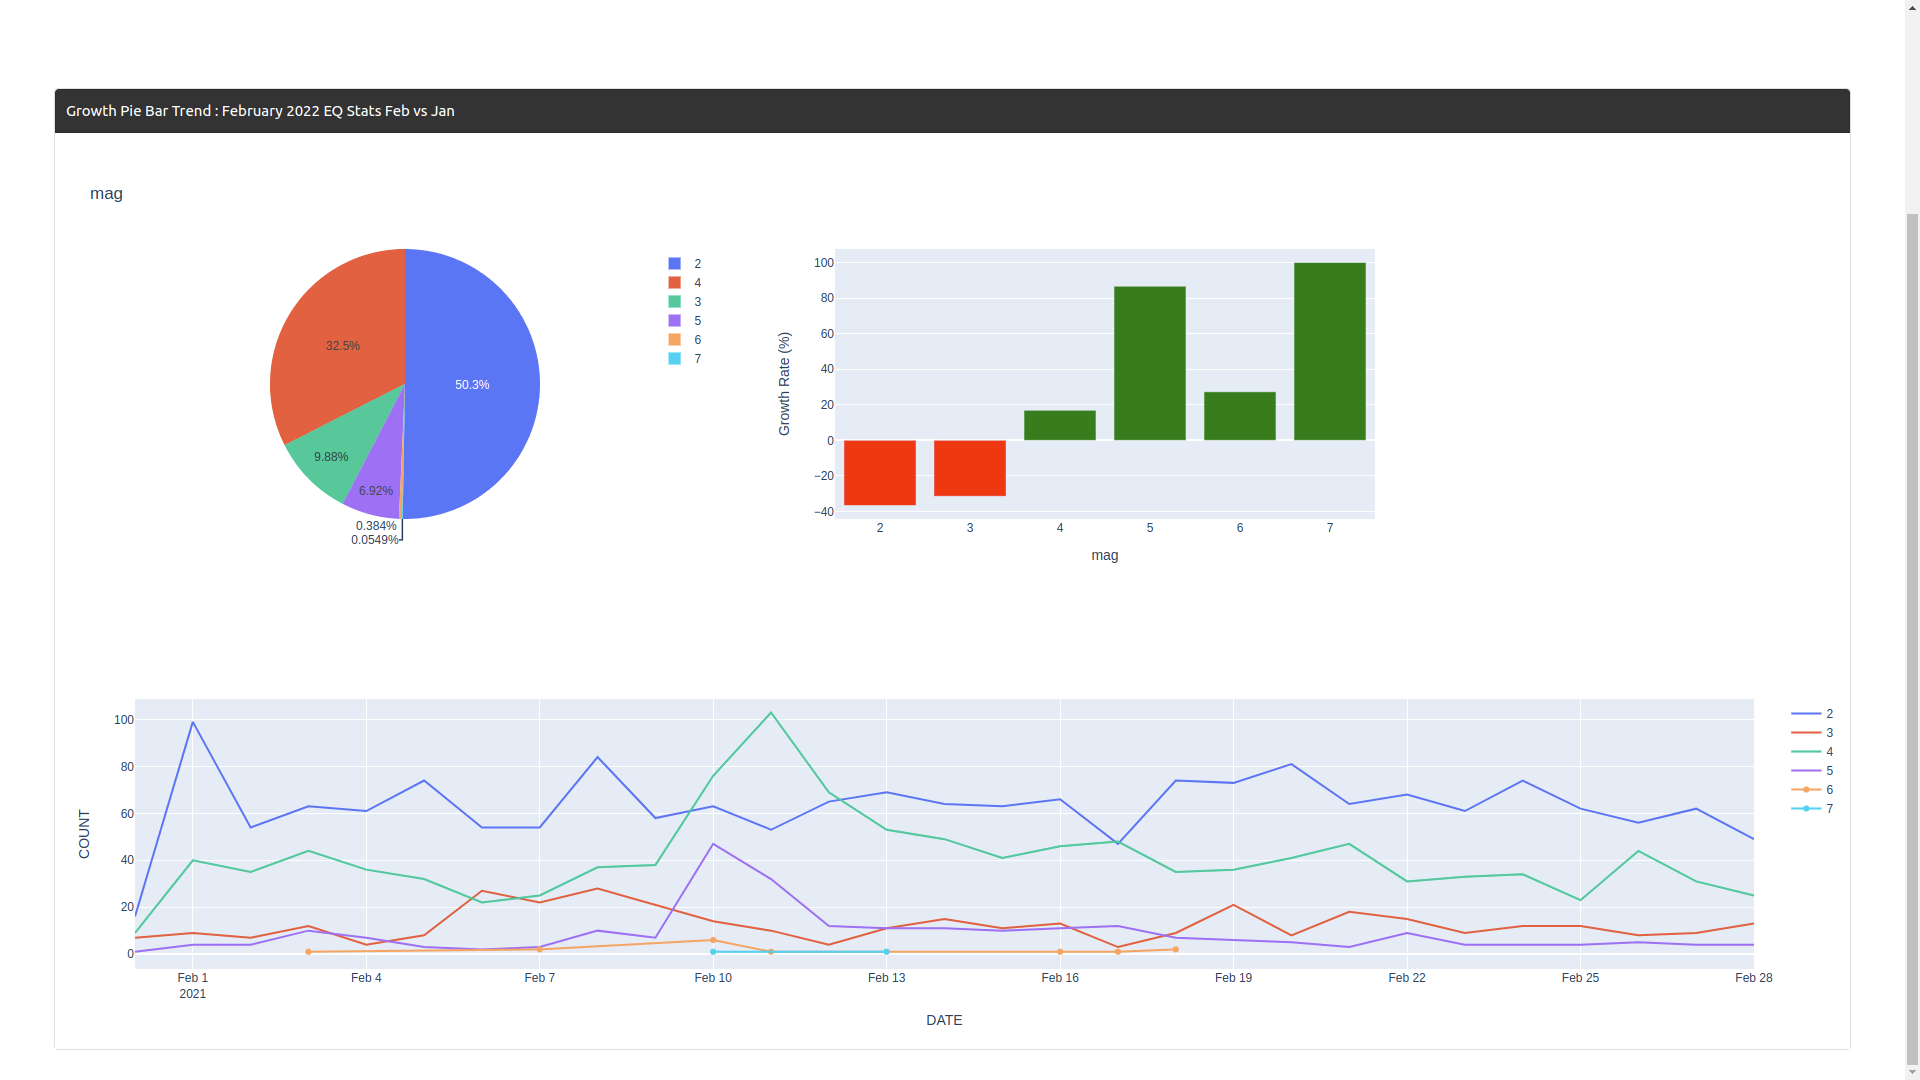 Growth Pie Bar Trend : February 2022 EQ Stats Feb vs Jan
mag
50.3%
32.5%
9.88%
6.92%
0.384%
0.0549%
2
4
3
5
6
7
Growth Rate (%)
100
80
60
40
20
0
−20
−40
2
3
4
5
6
7
mag
COUNT
100
80
60
40
20
0
Feb 1
2021
Feb 4
Feb 7
Feb 10
Feb 13
Feb 16
Feb 19
Feb 22
Feb 25
Feb 28
DATE
2
3
4
5
6
7